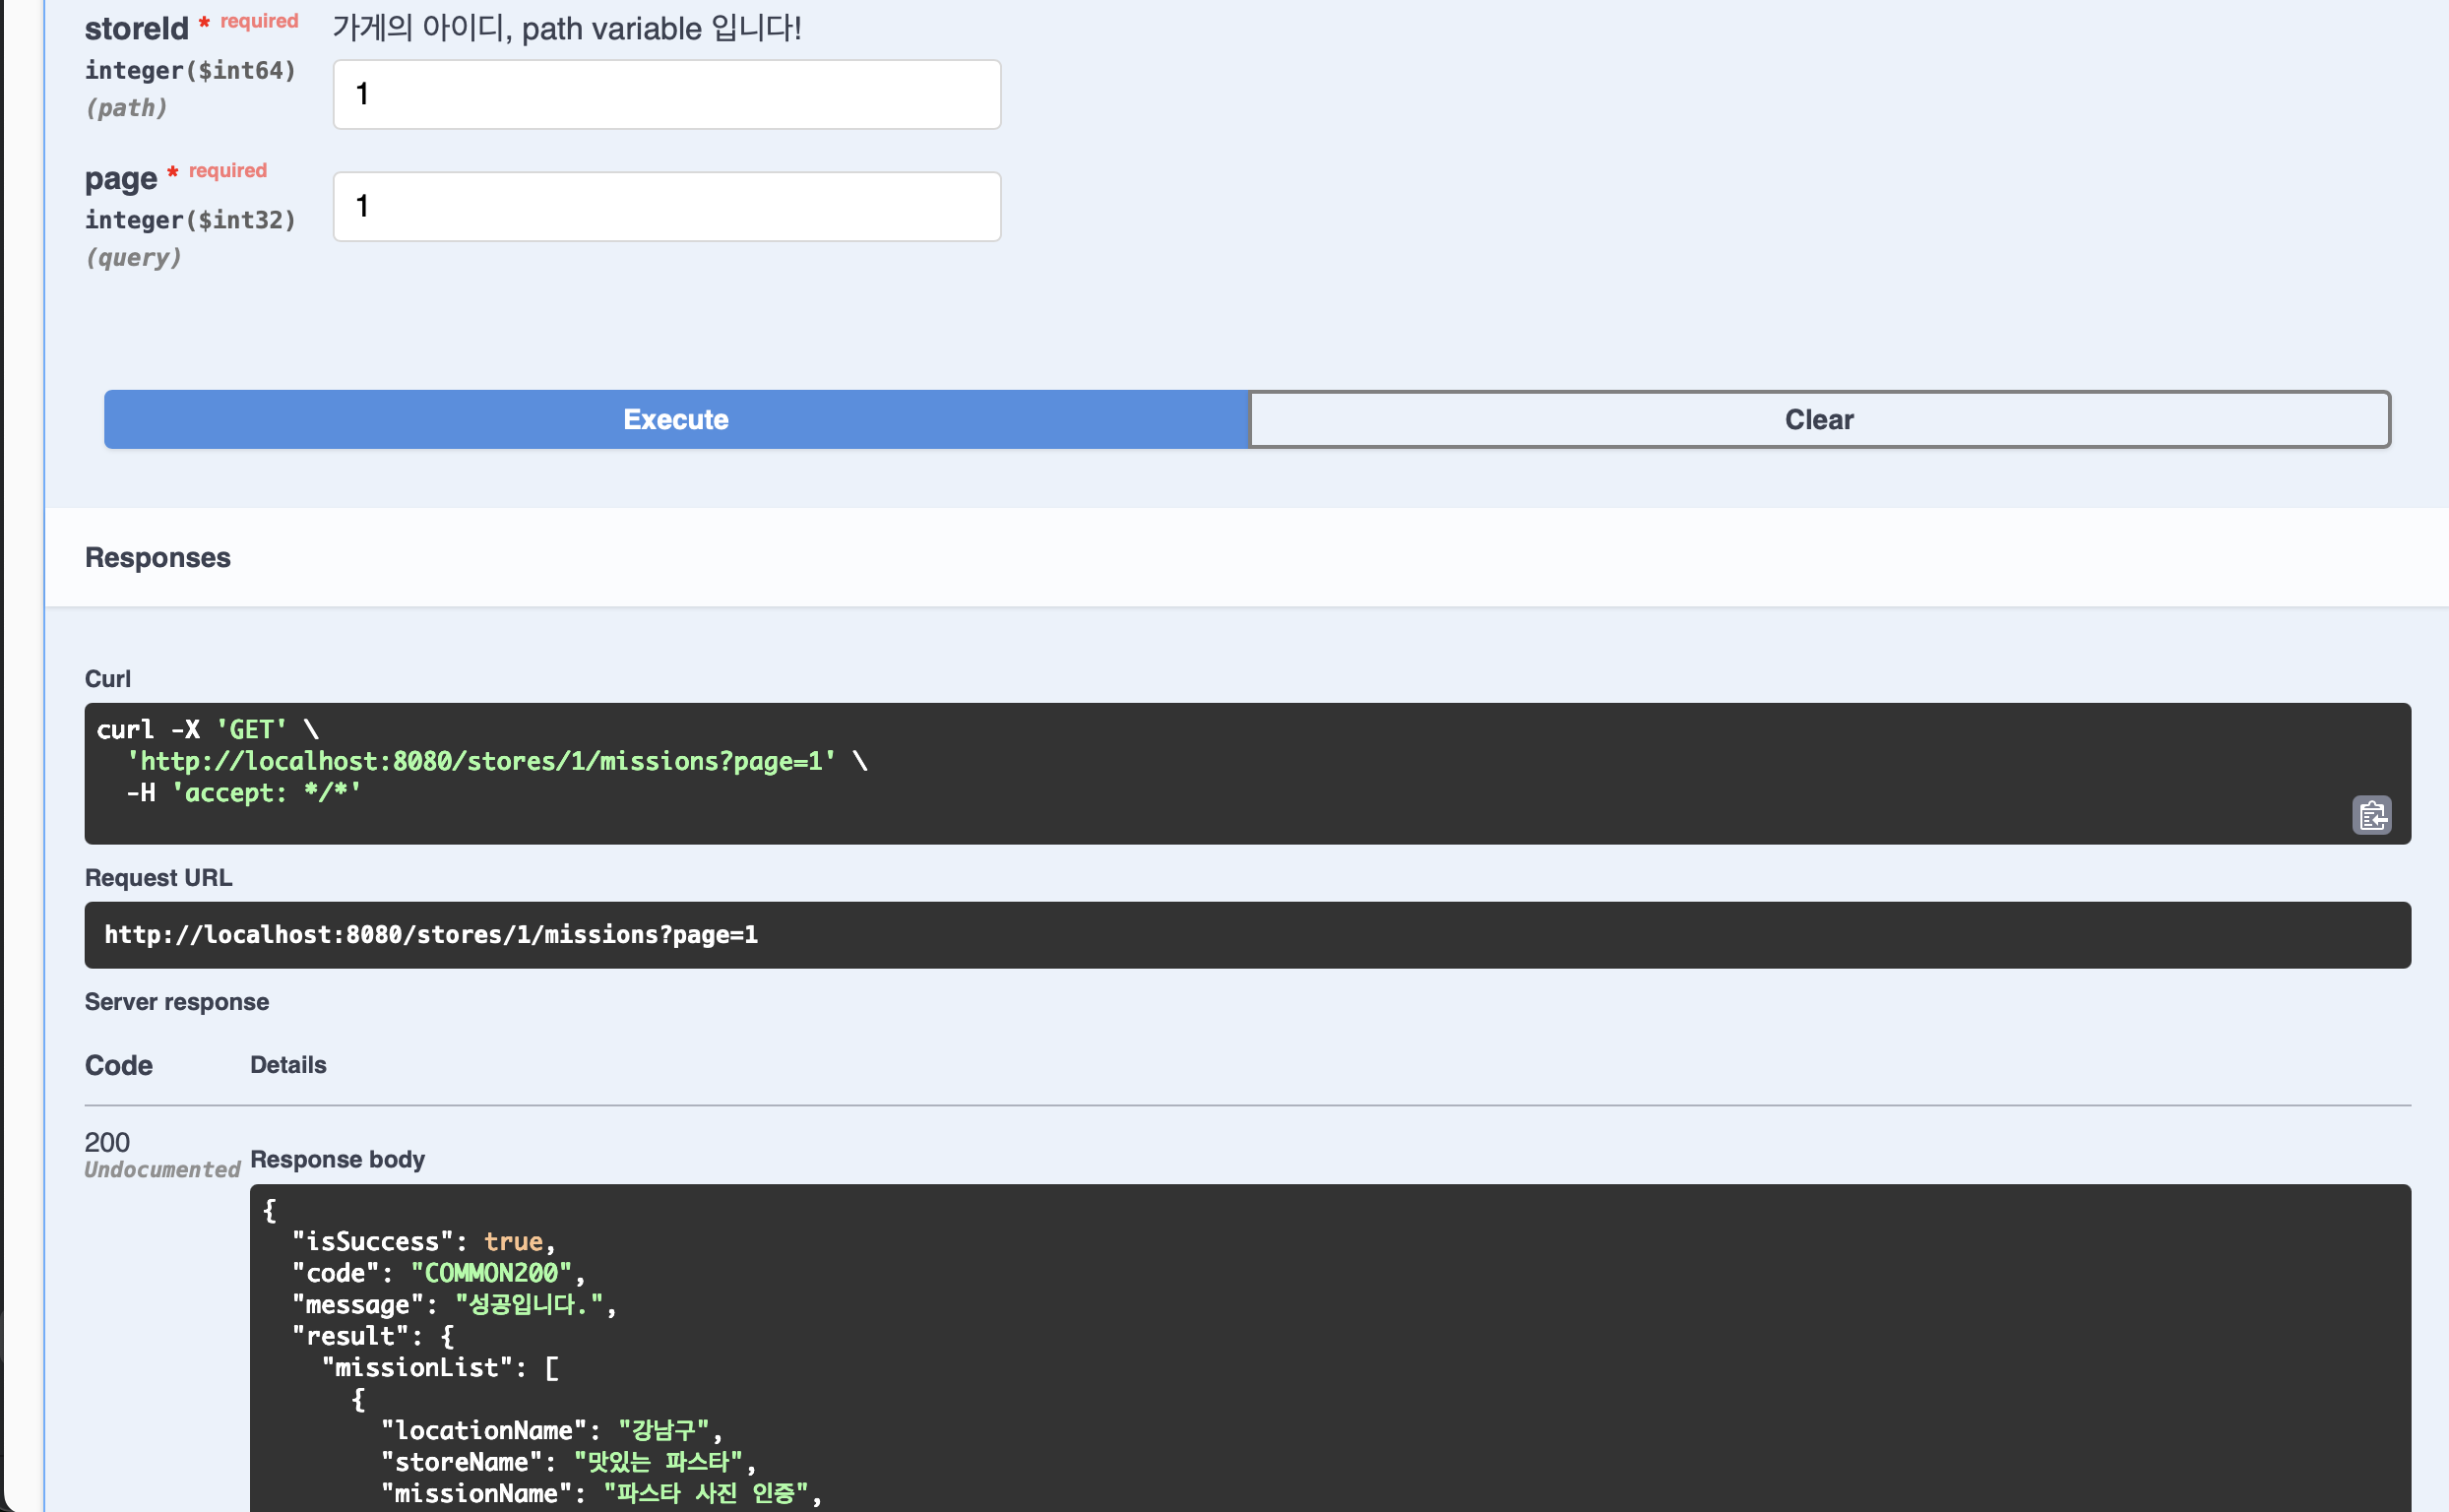 storeId * required 가게의 아이디, path variable 입니다!
integer($int64) 1
(path)
page * required
integer($int32) 1
(query)
Execute Clear
Responses
Curl
curl -X 'GET' \
  'http://localhost:8080/stores/1/missions?page=1' \
  -H 'accept: */*'
Request URL
http://localhost:8080/stores/1/missions?page=1
Server response
Code Details
200
Undocumented Response body
{
  "isSuccess": true,
  "code": "COMMON200",
  "message": "성공입니다.",
  "result": {
    "missionList": [
      {
        "locationName": "강남구",
        "storeName": "맛있는 파스타",
        "missionName": "파스타 사진 인증",